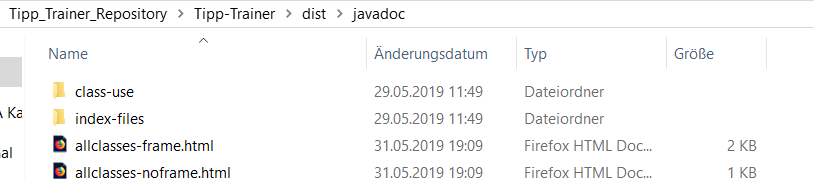 Tipp_Trainer_Repository > Tipp-Trainer > dist > javadoc
Name Änderungsdatum Typ Größe
class-use 29.05.2019 11:49 Dateiordner
index-files 29.05.2019 11:49 Dateiordner
A Ka allclasses-frame.html 31.05.2019 19:09 Firefox HTML Doc... 2 KB
nal allclasses-noframe.html 31.05.2019 19:09 Firefox HTML Doc... 1 KB